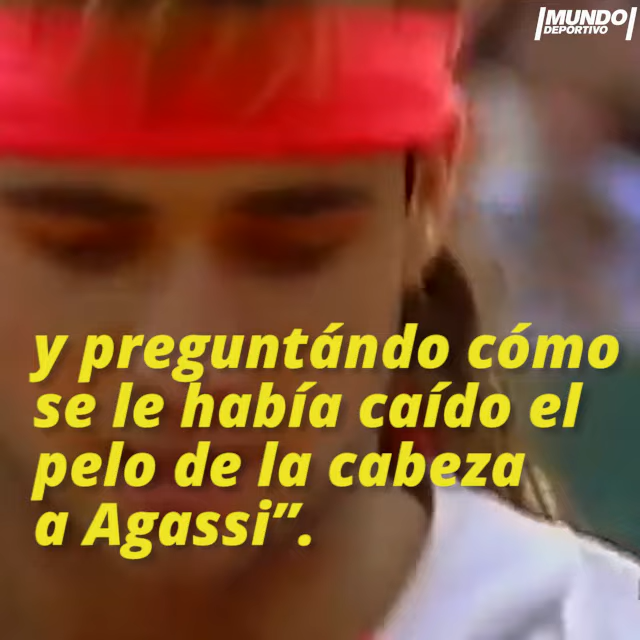 MUNDO
DEPORTIVO
y preguntándo cómo
se le había caído el
pelo de la cabeza
a Agassi”.